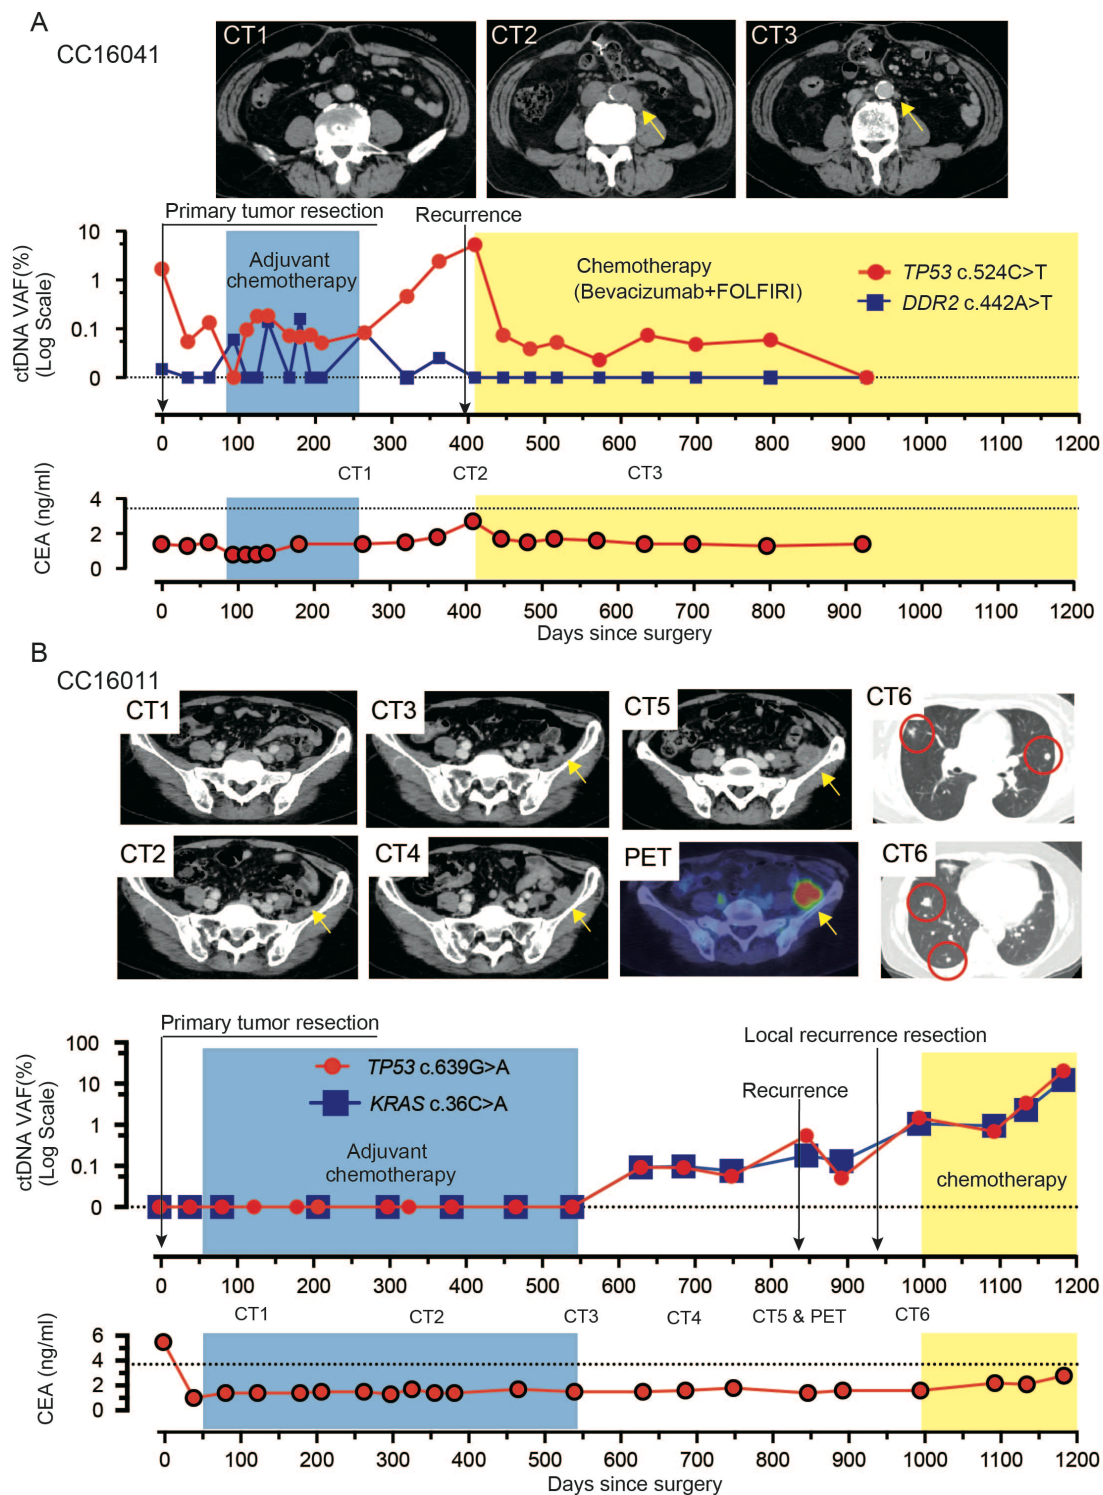 A
CC16041
CT1
CT2
CT3
Primary tumor resection
Recurrence
ctDNA VAF(%)
(Log Scale)
10
1
0.1
0
Adjuvant
chemotherapy
Chemotherapy
(Bevacizumab+FOLFIRI)
TP53 c.524C>T
DDR2 c.442A>T
0 100 200 300 400 500 600 700 800 900 1000 1100 1200
CT1 CT2 CT3
CEA (ng/ml)
4
2
0
0 100 200 300 400 500 600 700 800 900 1000 1100 1200
Days since surgery
B
CC16011
CT1
CT3
CT5
CT6
CT2
CT4
PET
CT6
Primary tumor resection
Local recurrence resection
Recurrence
ctDNA VAF(%)
(Log Scale)
100
10
1
0.1
0
TP53 c.639G>A
KRAS c.36C>A
Adjuvant
chemotherapy
chemotherapy
0 100 200 300 400 500 600 700 800 900 1000 1100 1200
CT1 CT2 CT3 CT4 CT5 & PET CT6
CEA (ng/ml)
6
4
2
0
0 100 200 300 400 500 600 700 800 900 1000 1100 1200
Days since surgery